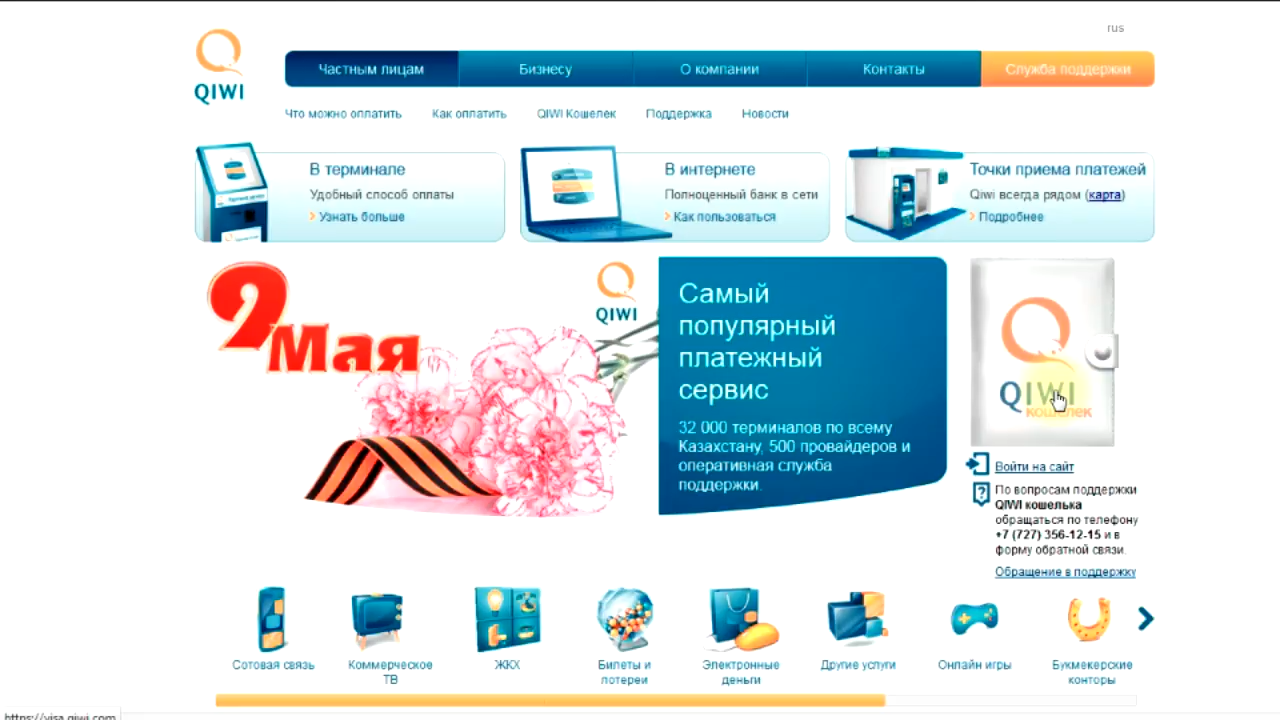 rus
QIWI
Частным лицам
Бизнесу
О компании
Контакты
Служба поддержки
Что можно оплатить
Как оплатить
QIWI Кошелек
Поддержка
Новости
В терминале
Удобный способ оплаты
Узнать больше
В интернете
Полноценный банк в сети
Как пользоваться
Точки приема платежей
Qiwi всегда рядом (карта)
Подробнее
9 Мая
QIWI
Самый
популярный
платежный
сервис
32 000 терминалов по всему
Казахстану, 500 провайдеров и
оперативная служба
поддержки.
QIWI
кошелек
Войти на сайт
По вопросам поддержки
QIWI кошелька
обращаться по телефону
+7 (727) 356-12-15 и в
форму обратной связи.
Обращение в поддержку
Сотовая связь
Коммерческое
ТВ
ЖКХ
Билеты и
лотереи
Электронные
деньги
Другие услуги
Онлайн игры
Букмекерские
конторы
https://visa.qiwi.com